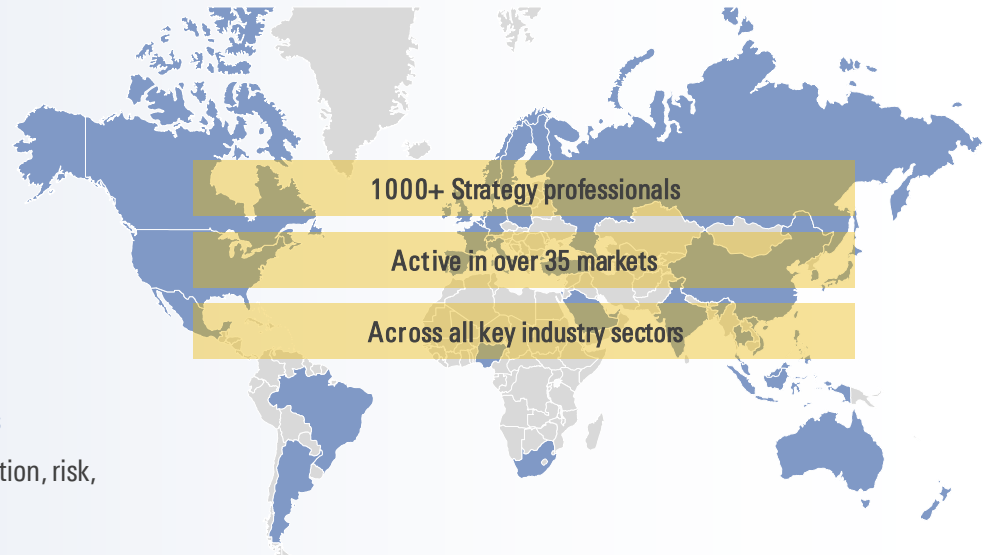 1000+ Strategy professionals
Active in over 35 markets
Across all key industry sectors
tion, risk,